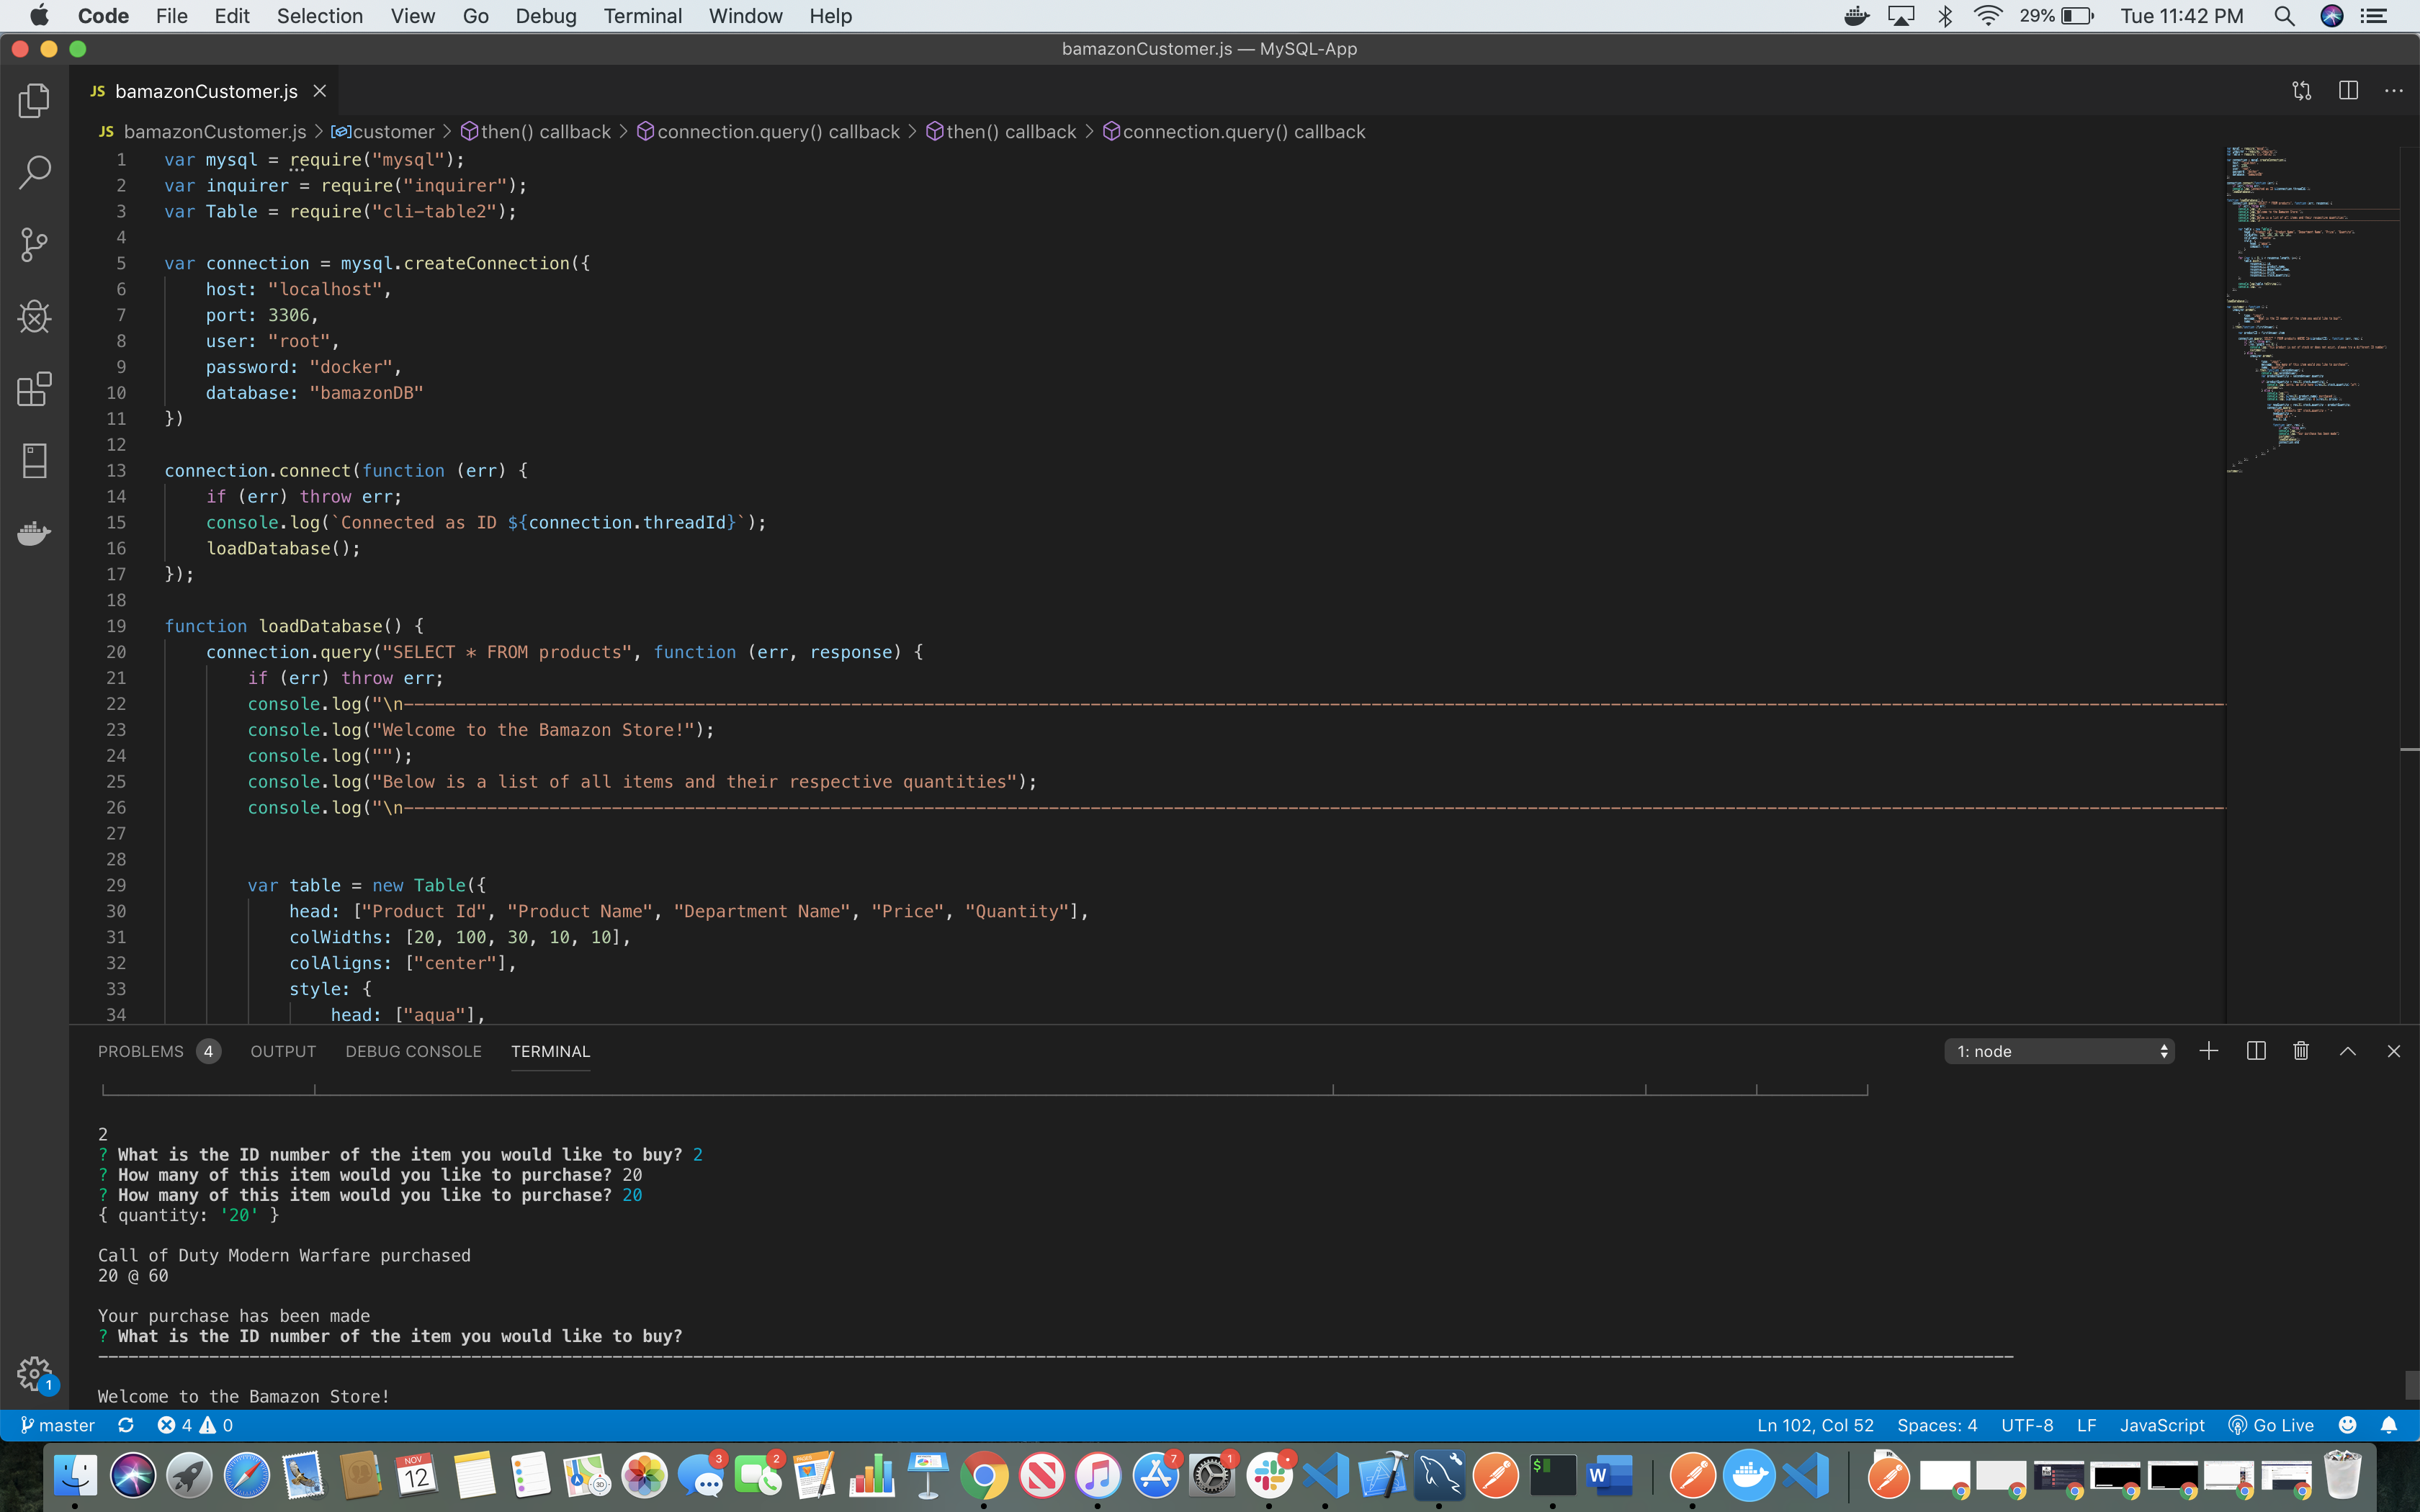 Code File Edit Selection View Go Debug Terminal Window Help 29% Tue 11:42 PM
bamazonCustomer.js — MySQL-App
JS bamazonCustomer.js
JS bamazonCustomer.js > customer > then() callback > connection.query() callback > then() callback > connection.query() callback
1 var mysql = require("mysql");
2 var inquirer = require("inquirer");
3 var Table = require("cli-table2");
4
5 var connection = mysql.createConnection({
6 host: "localhost",
7 port: 3306,
8 user: "root",
9 password: "docker",
10 database: "bamazonDB"
11 })
12
13 connection.connect(function (err) {
14 if (err) throw err;
15 console.log(`Connected as ID ${connection.threadId}`);
16 loadDatabase();
17 });
18
19 function loadDatabase() {
20 connection.query("SELECT * FROM products", function (err, response) {
21 if (err) throw err;
22 console.log("\n--------------------
23 console.log("Welcome to the Bamazon Store!");
24 console.log("");
25 console.log("Below is a list of all items and their respective quantities");
26 console.log("\n--------------------
27
28
29 var table = new Table({
30 head: ["Product Id", "Product Name", "Department Name", "Price", "Quantity"],
31 colWidths: [20, 100, 30, 10, 10],
32 colAligns: ["center"],
33 style: {
34 head: ["aqua"],
PROBLEMS 4 OUTPUT DEBUG CONSOLE TERMINAL 1: node
2
? What is the ID number of the item you would like to buy? 2
? How many of this item would you like to purchase? 20
? How many of this item would you like to purchase? 20
{ quantity: '20' }
Call of Duty Modern Warfare purchased
20 @ 60
Your purchase has been made
? What is the ID number of the item you would like to buy?
--------------------
Welcome to the Bamazon Store!
1
master 4 0 Ln 102, Col 52 Spaces: 4 UTF-8 LF JavaScript Go Live
NOV
12
3
2
7
1
$
W